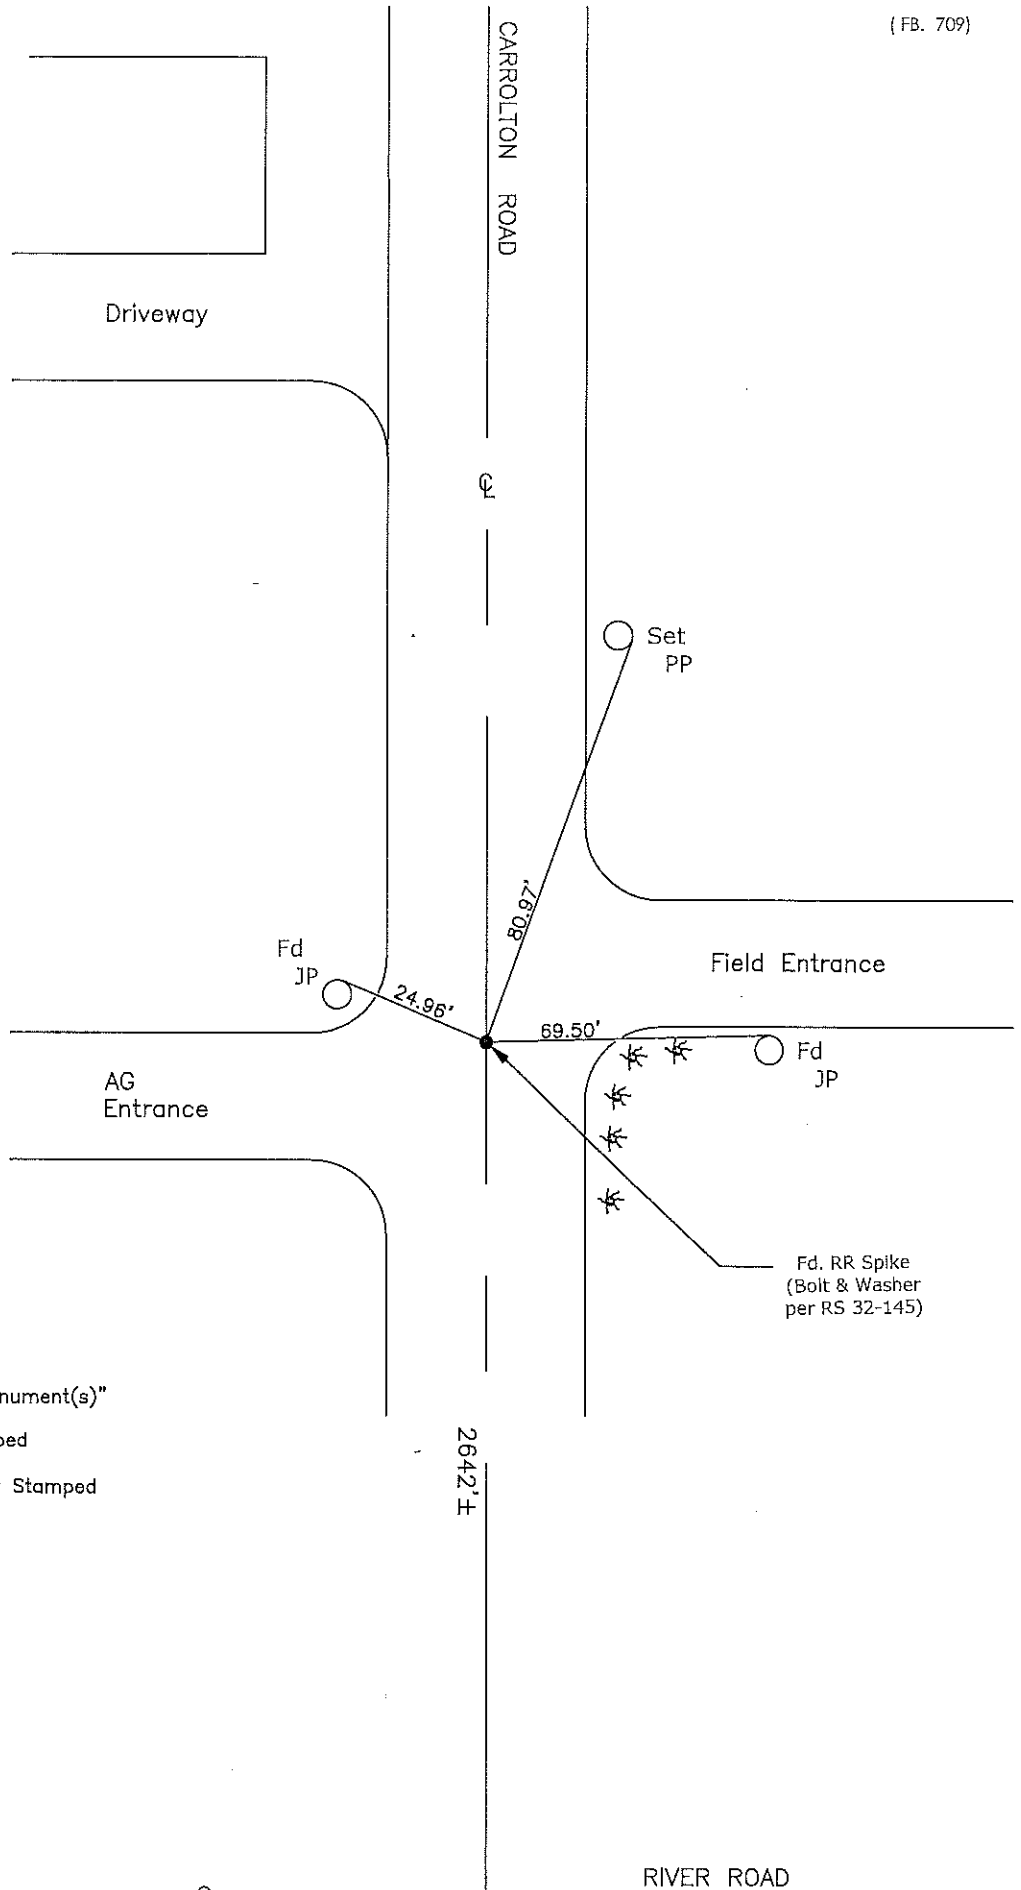 ( FB. 709)
CARROLTON ROAD
Driveway
℄
Set
PP
80.97'
Fd
JP
24.96'
Field Entrance
69.50'
Fd
JP
AG
Entrance
Fd. RR Spike
(Bolt & Washer
per RS 32-145)
nument(s)"
ped
Stamped
2642'±
RIVER ROAD